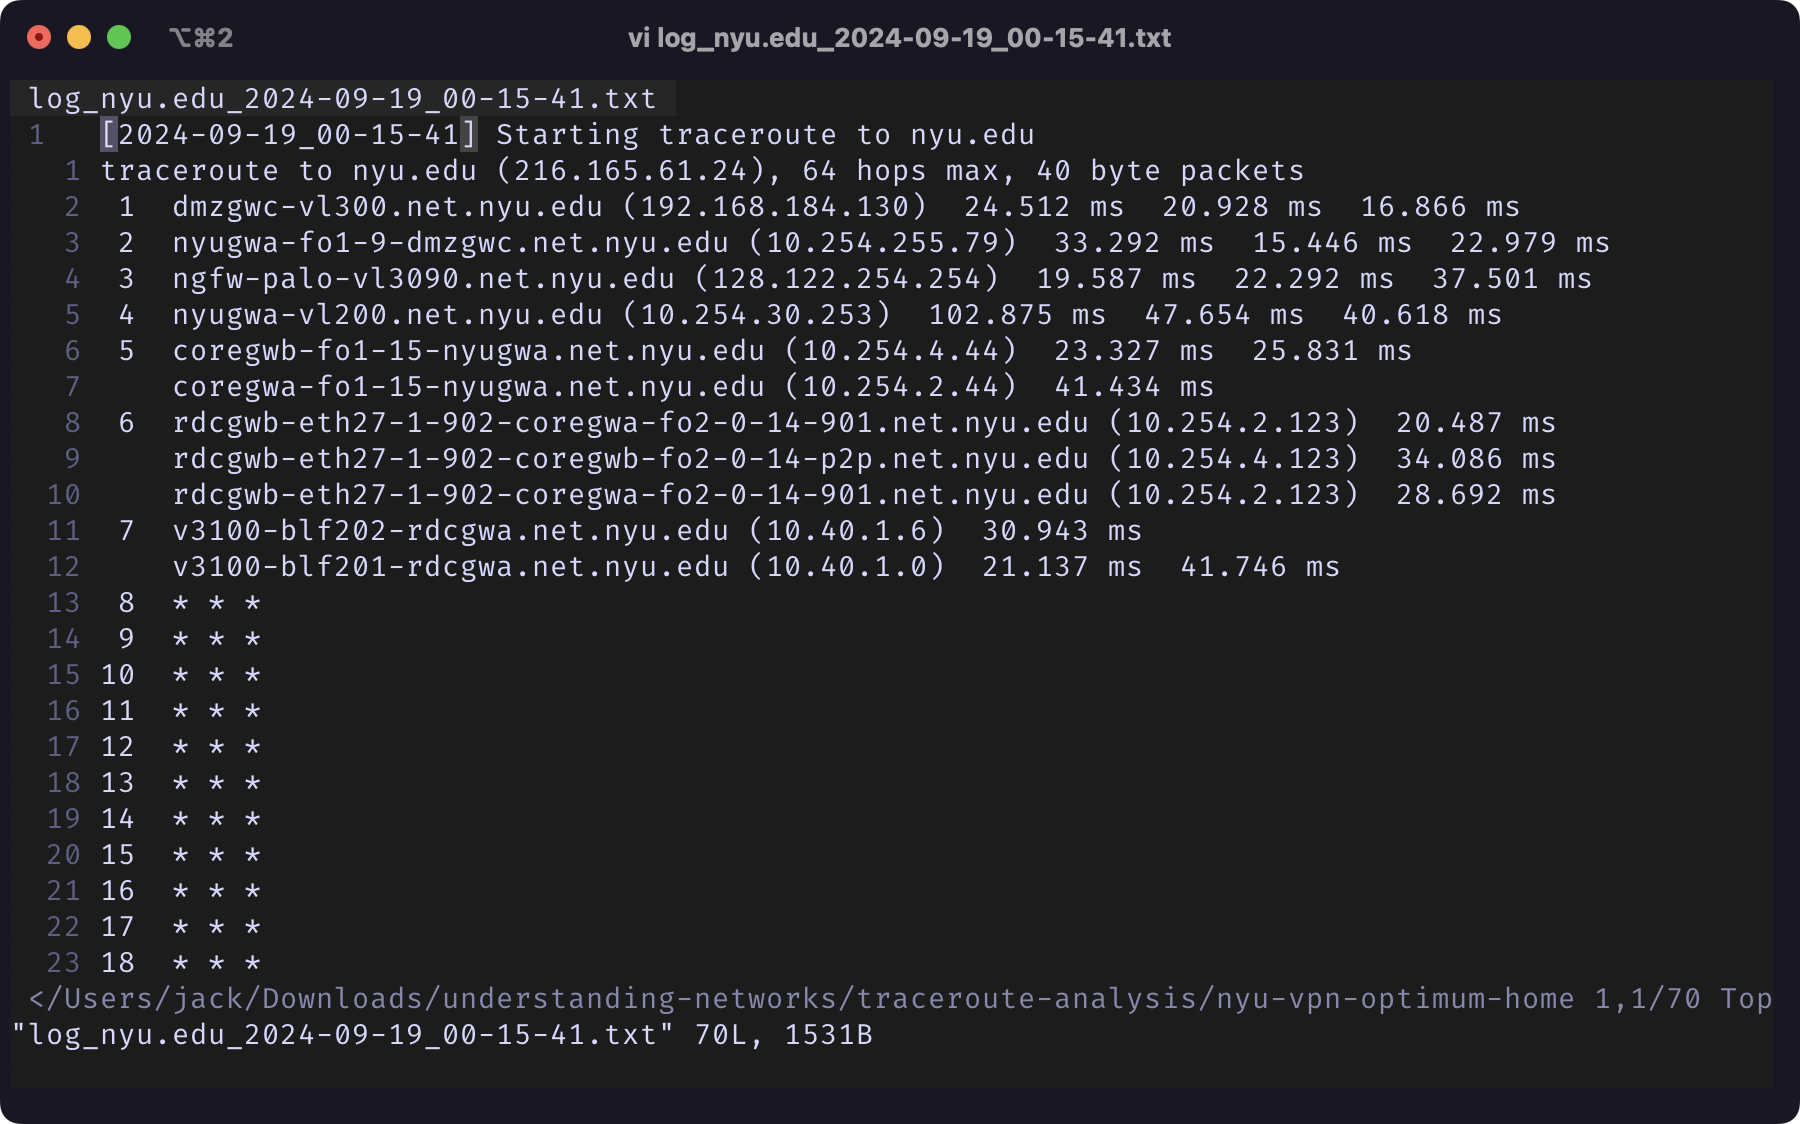 ⌥⌘2 vi log_nyu.edu_2024-09-19_00-15-41.txt
log_nyu.edu_2024-09-19_00-15-41.txt
1 [2024-09-19_00-15-41] Starting traceroute to nyu.edu
1 traceroute to nyu.edu (216.165.61.24), 64 hops max, 40 byte packets
2 1 dmzgwc-vl300.net.nyu.edu (192.168.184.130) 24.512 ms 20.928 ms 16.866 ms
3 2 nyugwa-fo1-9-dmzgwc.net.nyu.edu (10.254.255.79) 33.292 ms 15.446 ms 22.979 ms
4 3 ngfw-palo-vl3090.net.nyu.edu (128.122.254.254) 19.587 ms 22.292 ms 37.501 ms
5 4 nyugwa-vl200.net.nyu.edu (10.254.30.253) 102.875 ms 47.654 ms 40.618 ms
6 5 coregwb-fo1-15-nyugwa.net.nyu.edu (10.254.4.44) 23.327 ms 25.831 ms
7 coregwa-fo1-15-nyugwa.net.nyu.edu (10.254.2.44) 41.434 ms
8 6 rdcgwb-eth27-1-902-coregwa-fo2-0-14-901.net.nyu.edu (10.254.2.123) 20.487 ms
9 rdcgwb-eth27-1-902-coregwb-fo2-0-14-p2p.net.nyu.edu (10.254.4.123) 34.086 ms
10 rdcgwb-eth27-1-902-coregwa-fo2-0-14-901.net.nyu.edu (10.254.2.123) 28.692 ms
11 7 v3100-blf202-rdcgwa.net.nyu.edu (10.40.1.6) 30.943 ms
12 v3100-blf201-rdcgwa.net.nyu.edu (10.40.1.0) 21.137 ms 41.746 ms
13 8 * * *
14 9 * * *
15 10 * * *
16 11 * * *
17 12 * * *
18 13 * * *
19 14 * * *
20 15 * * *
21 16 * * *
22 17 * * *
23 18 * * *
</Users/jack/Downloads/understanding-networks/traceroute-analysis/nyu-vpn-optimum-home 1,1/70 Top
"log_nyu.edu_2024-09-19_00-15-41.txt" 70L, 1531B